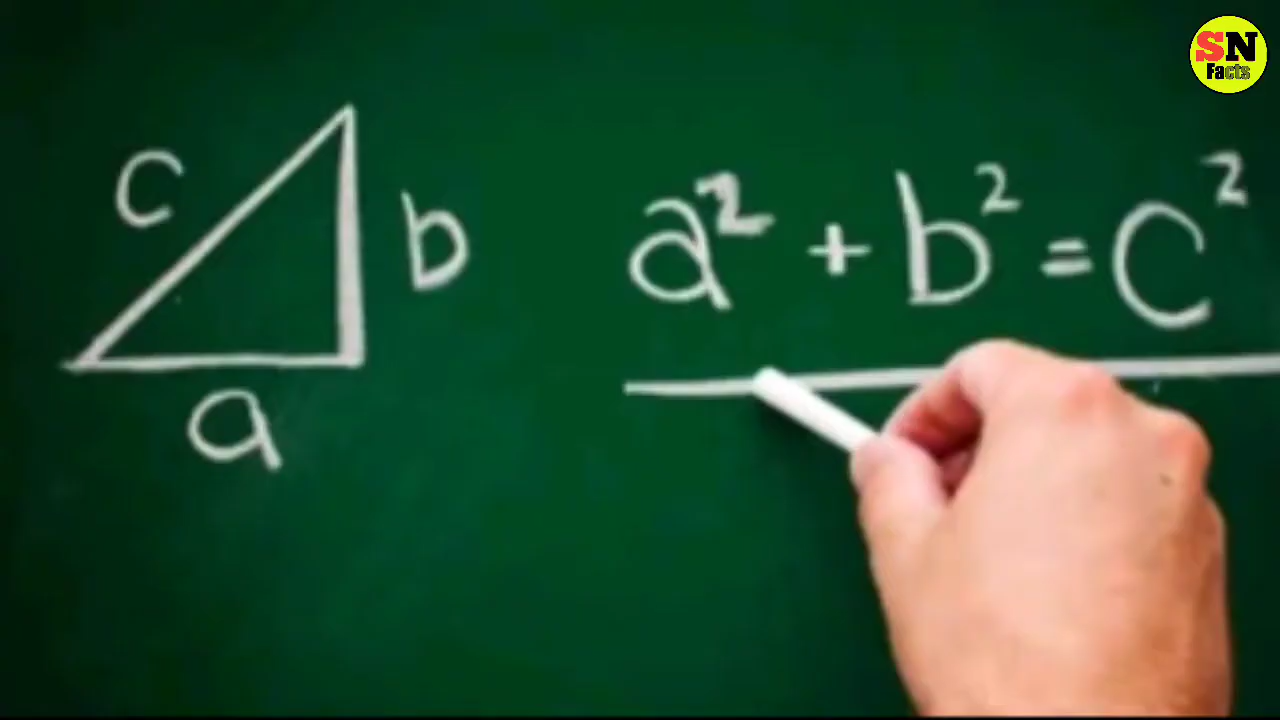 SN
Facts
c
b
a² + b² = c²
a